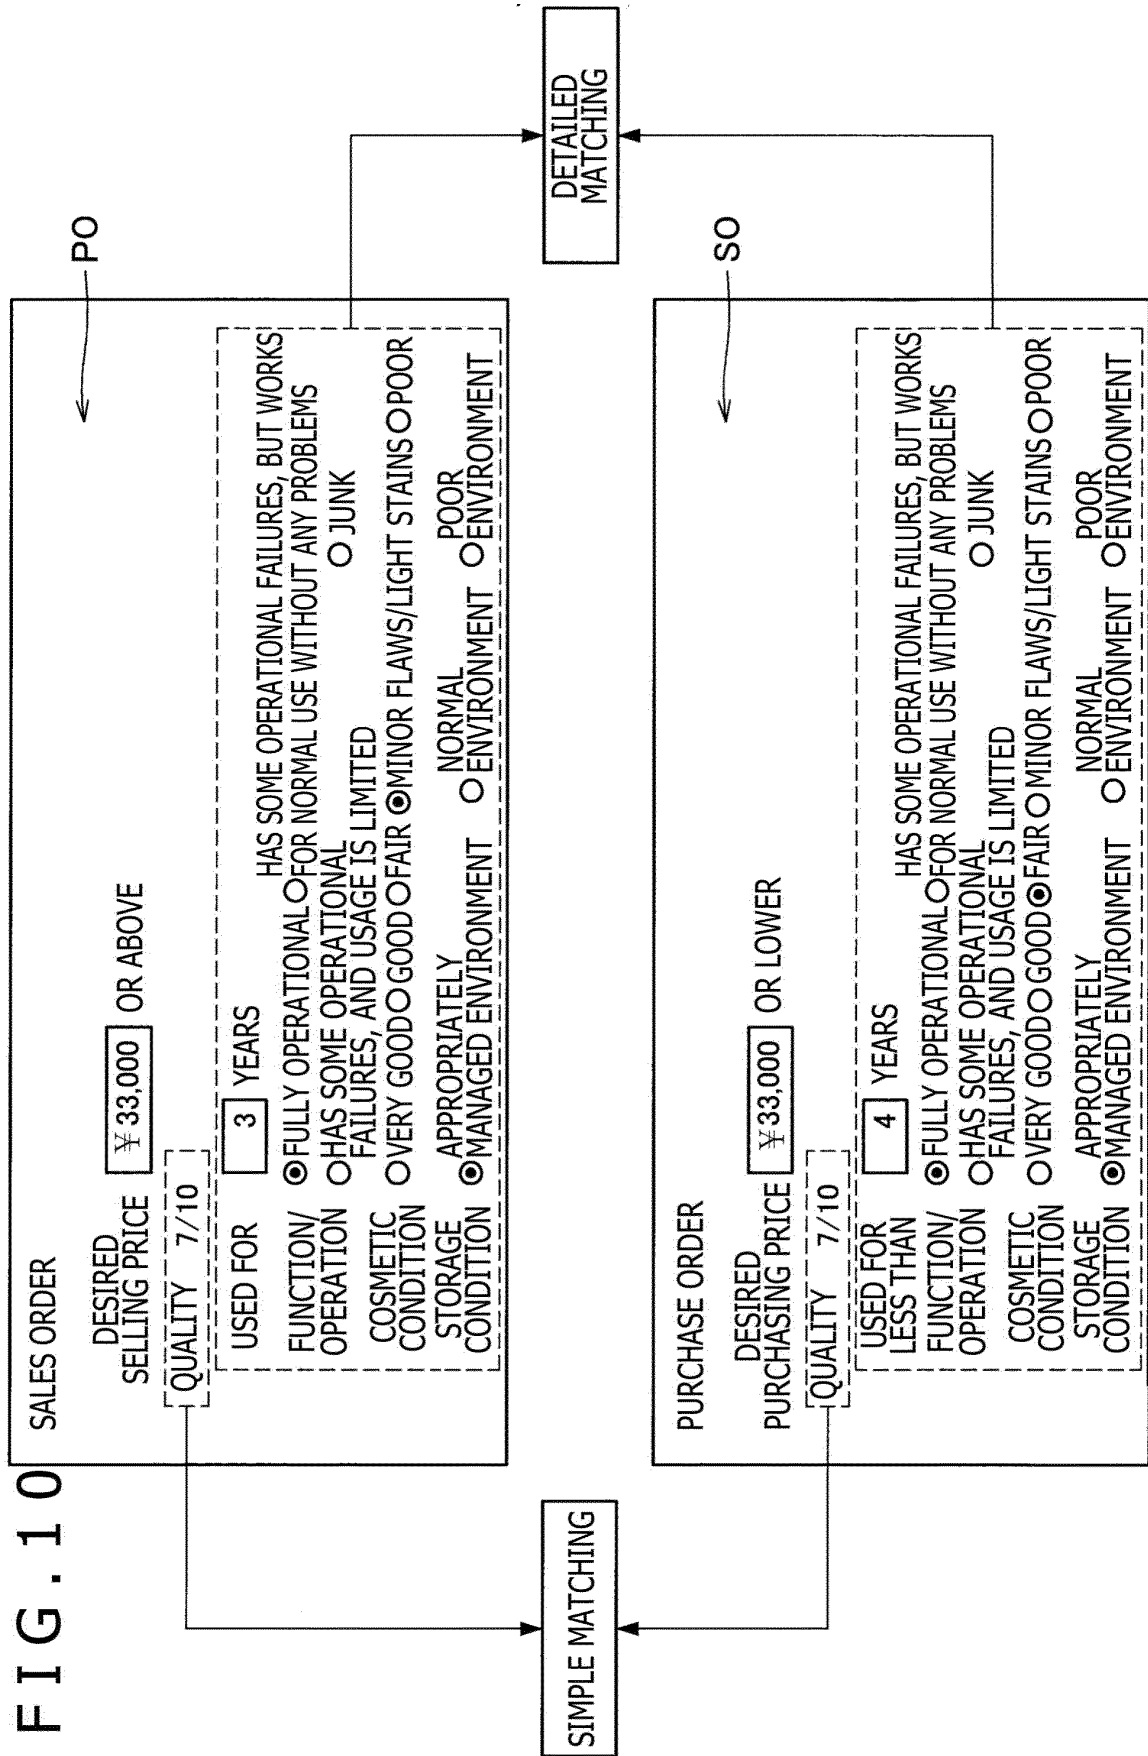 FIG. 10
SALES ORDER
PO
DESIRED
SELLING PRICE ¥33,000 OR ABOVE
QUALITY 7/10
USED FOR 3 YEARS
HAS SOME OPERATIONAL FAILURES, BUT WORKS
FUNCTION/ FULLY OPERATIONAL FOR NORMAL USE WITHOUT ANY PROBLEMS
OPERATION HAS SOME OPERATIONAL JUNK
FAILURES, AND USAGE IS LIMITED
COSMETIC
CONDITION VERY GOOD GOOD FAIR MINOR FLAWS/LIGHT STAINS POOR
STORAGE APPROPRIATELY NORMAL POOR
CONDITION MANAGED ENVIRONMENT ENVIRONMENT ENVIRONMENT
SIMPLE MATCHING
DETAILED
MATCHING
PURCHASE ORDER
SO
DESIRED
PURCHASING PRICE ¥33,000 OR LOWER
QUALITY 7/10
USED FOR
LESS THAN 4 YEARS
HAS SOME OPERATIONAL FAILURES, BUT WORKS
FUNCTION/ FULLY OPERATIONAL FOR NORMAL USE WITHOUT ANY PROBLEMS
OPERATION HAS SOME OPERATIONAL JUNK
FAILURES, AND USAGE IS LIMITED
COSMETIC
CONDITION VERY GOOD GOOD FAIR MINOR FLAWS/LIGHT STAINS POOR
STORAGE APPROPRIATELY NORMAL POOR
CONDITION MANAGED ENVIRONMENT ENVIRONMENT ENVIRONMENT